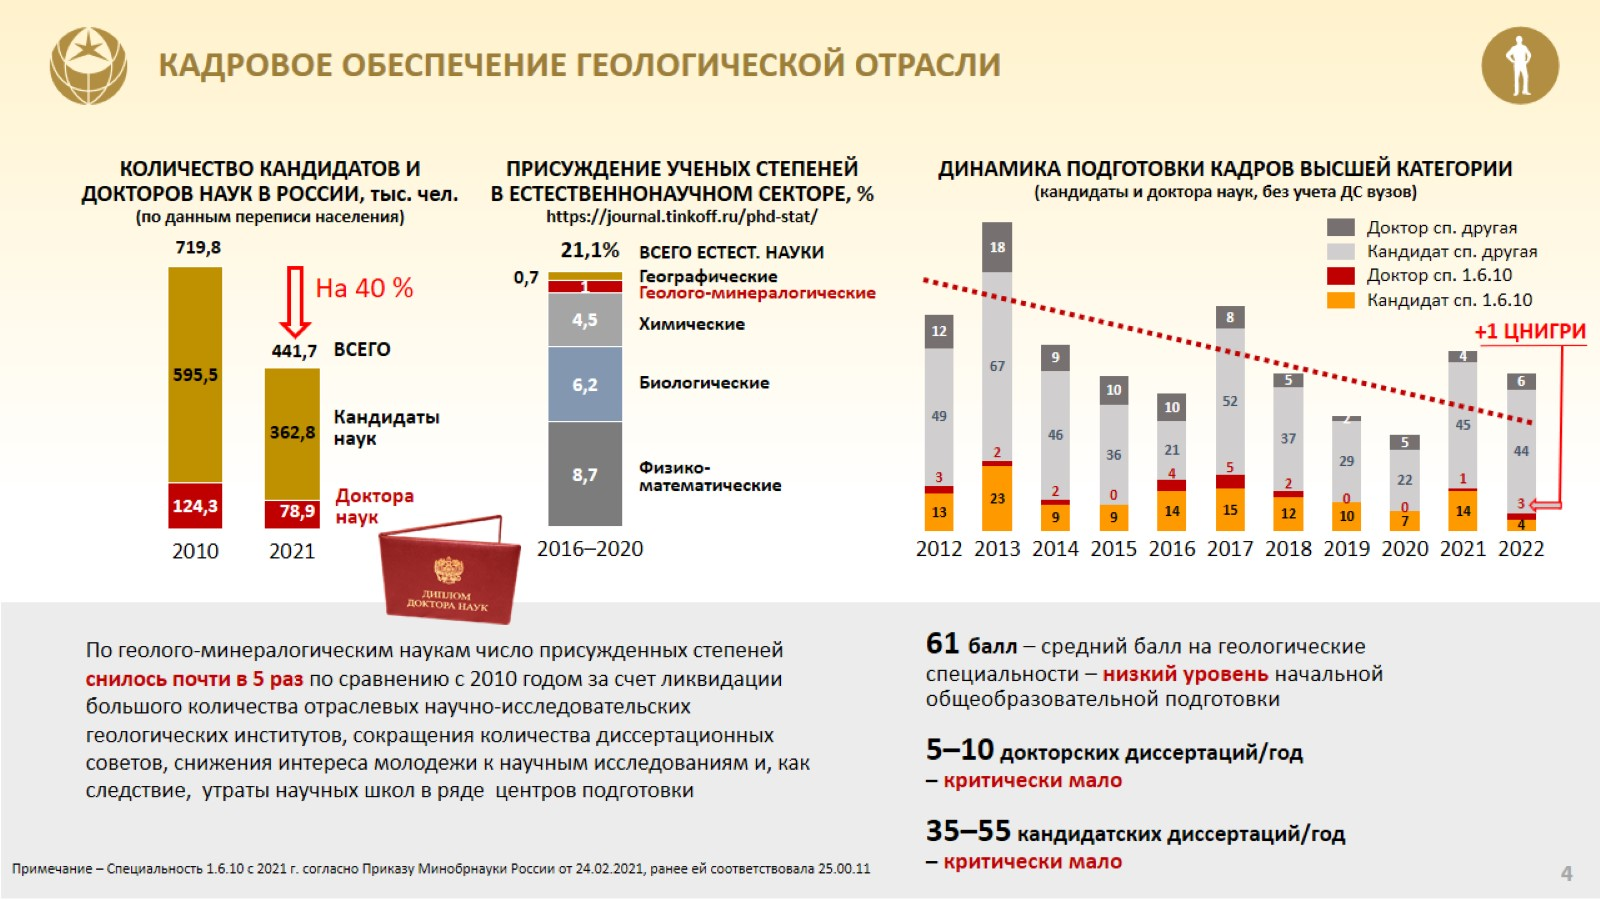 КАДРОВОЕ ОБЕСПЕЧЕНИЕ ГЕОЛОГИЧЕСКОЙ ОТРАСЛИ
КОЛИЧЕСТВО КАНДИДАТОВ И
ДОКТОРОВ НАУК В РОССИИ, тыс. чел.
(по данным переписи населения)
719,8
На 40 %
441,7 ВСЕГО
595,5
362,8
Кандидаты
наук
124,3
78,9
Доктора
наук
2010 2021
ДИПЛОМ
ДОКТОРА НАУК
ПРИСУЖДЕНИЕ УЧЕНЫХ СТЕПЕНЕЙ
В ЕСТЕСТВЕННОНАУЧНОМ СЕКТОРЕ, %
https://journal.tinkoff.ru/phd-stat/
21,1% ВСЕГО ЕСТЕСТ. НАУКИ
0,7 Географические
1 Геолого-минералогические
4,5 Химические
6,2 Биологические
8,7 Физико-
математические
2016–2020
ДИНАМИКА ПОДГОТОВКИ КАДРОВ ВЫСШЕЙ КАТЕГОРИИ
(кандидаты и доктора наук, без учета ДС вузов)
Доктор сп. другая
Кандидат сп. другая
Доктор сп. 1.6.10
Кандидат сп. 1.6.10
+1 ЦНИГРИ
12 18 9 10 10 8 5 2 5 4 6
49 67 46 36 21 52 37 29 22 45 44
3 2 2 0 4 5 2 0 0 1 3
13 23 9 9 14 15 12 10 7 14 4
2012 2013 2014 2015 2016 2017 2018 2019 2020 2021 2022
По геолого-минералогическим наукам число присужденных степеней
снилось почти в 5 раз по сравнению с 2010 годом за счет ликвидации
большого количества отраслевых научно-исследовательских
геологических институтов, сокращения количества диссертационных
советов, снижения интереса молодежи к научным исследованиям и, как
следствие, утраты научных школ в ряде центров подготовки
61 балл – средний балл на геологические
специальности – низкий уровень начальной
общеобразовательной подготовки
5–10 докторских диссертаций/год
– критически мало
35–55 кандидатских диссертаций/год
– критически мало
Примечание – Специальность 1.6.10 с 2021 г. согласно Приказу Минобрнауки России от 24.02.2021, ранее ей соответствовала 25.00.11
4